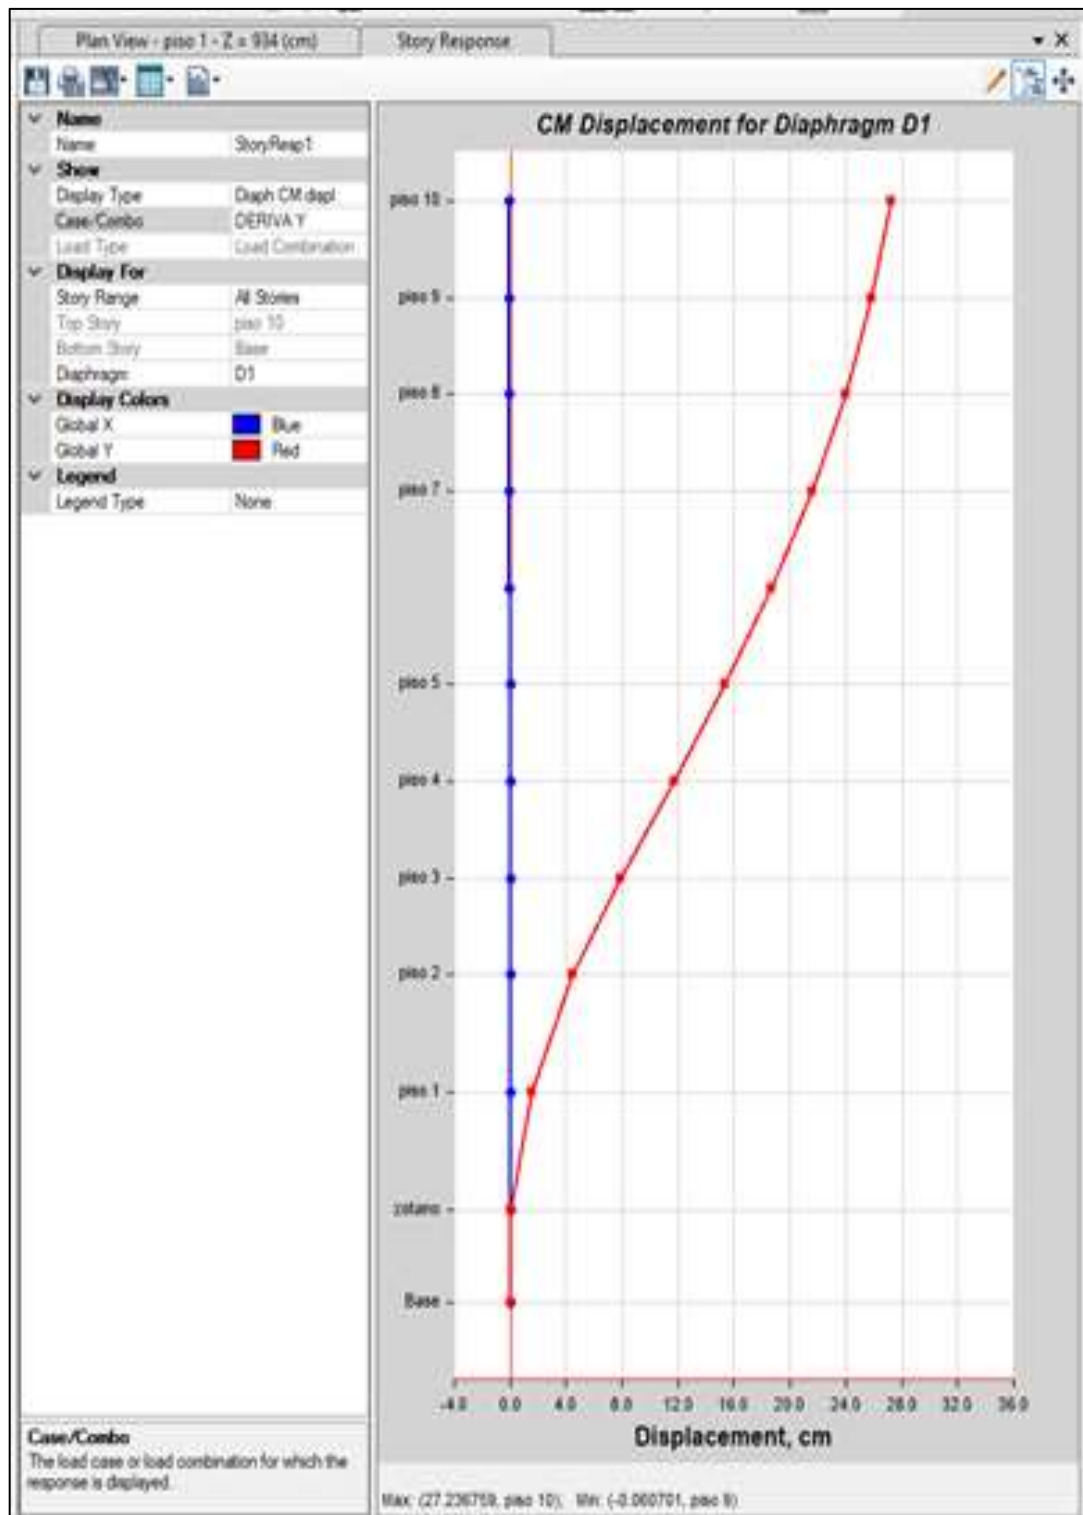 Plan View - piso 1 - Z = 934 (cm)
Story Response
Name
Name StoryResp1
Show
Display Type Diaph CM displ
Case/Combo DERIVA Y
Load Type Load Combination
Display For
Story Range All Stories
Top Story piso 10
Bottom Story Base
Diaphragm D1
Display Colors
Global X Blue
Global Y Red
Legend
Legend Type None
Case/Combo
The load case or load combination for which the
response is displayed.
CM Displacement for Diaphragm D1
piso 10
piso 9
piso 8
piso 7
piso 5
piso 4
piso 3
piso 2
piso 1
zotano
Base
-4.0 0.0 4.0 8.0 12.0 16.0 20.0 24.0 28.0 32.0 36.0
Displacement, cm
Max: (27.236759, piso 10); Min: (-0.060701, piso 9)